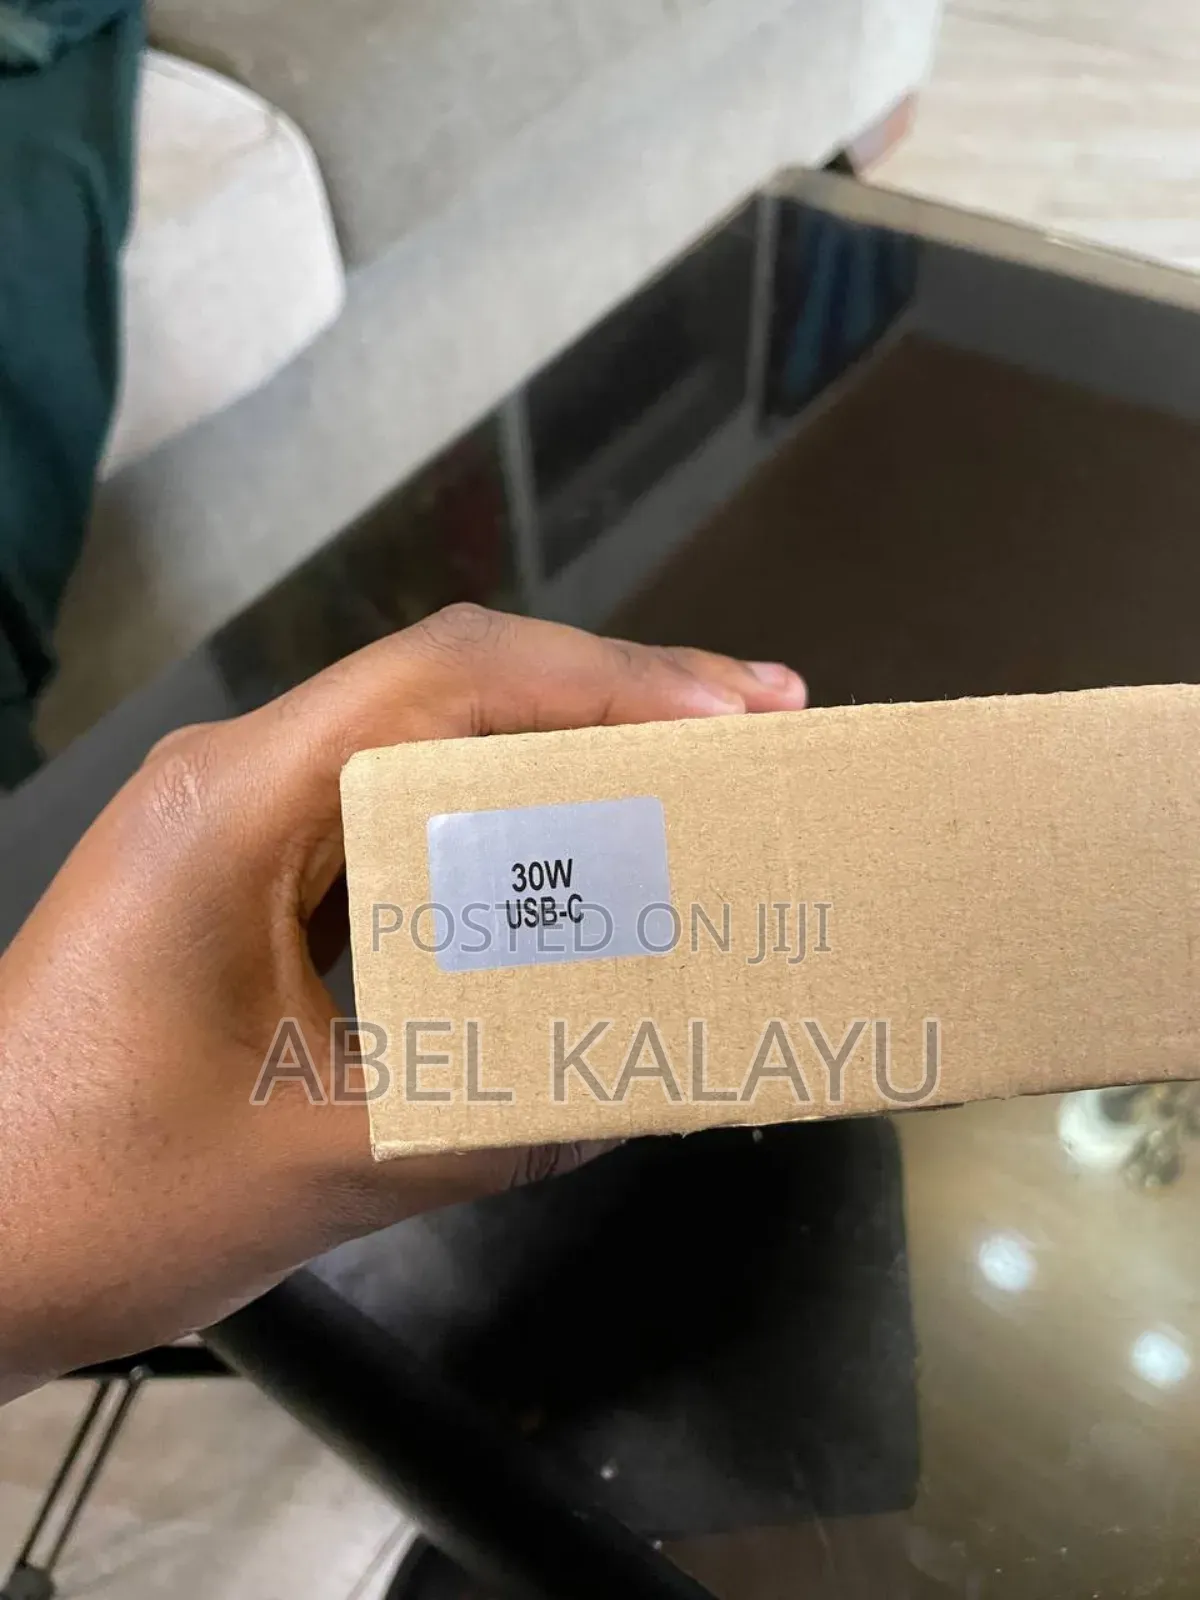 30W
USB-C
POSTED ON JIJI
ABEL KALAYU